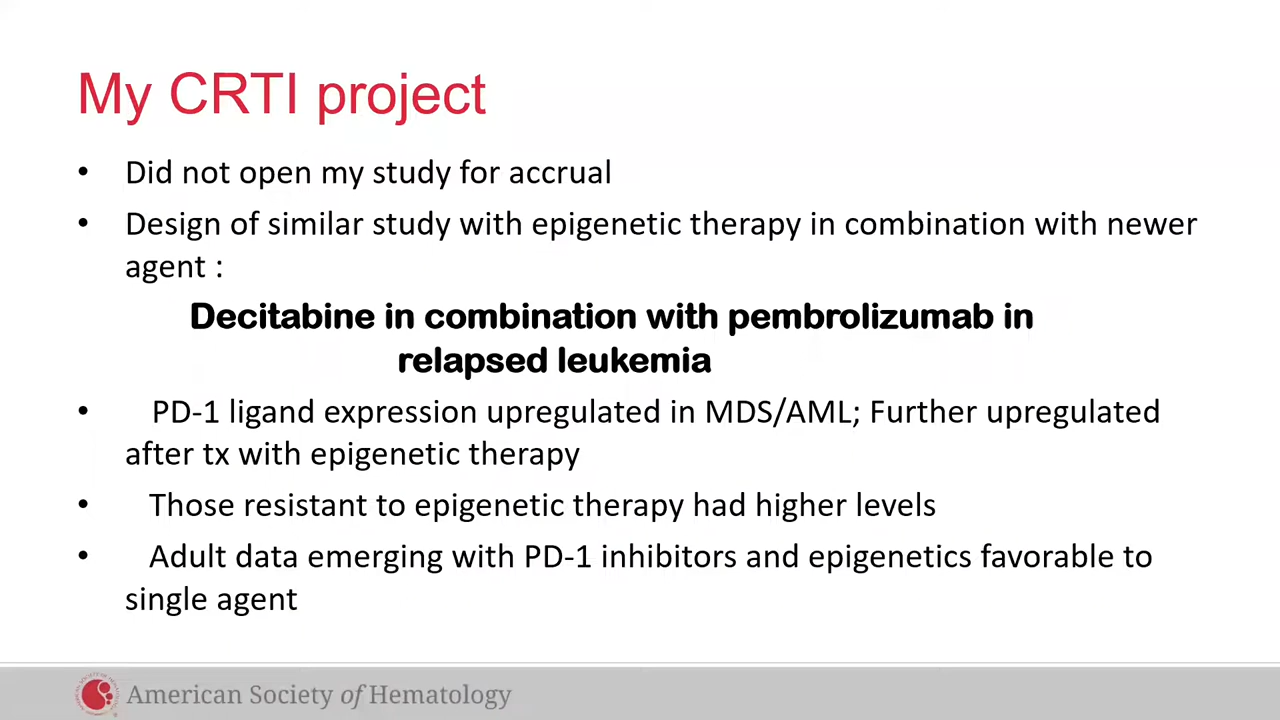 My CRTI project
• Did not open my study for accrual
• Design of similar study with epigenetic therapy in combination with newer
agent :
Decitabine in combination with pembrolizumab in
relapsed leukemia
• PD-1 ligand expression upregulated in MDS/AML; Further upregulated
after tx with epigenetic therapy
• Those resistant to epigenetic therapy had higher levels
• Adult data emerging with PD-1 inhibitors and epigenetics favorable to
single agent
American Society of Hematology